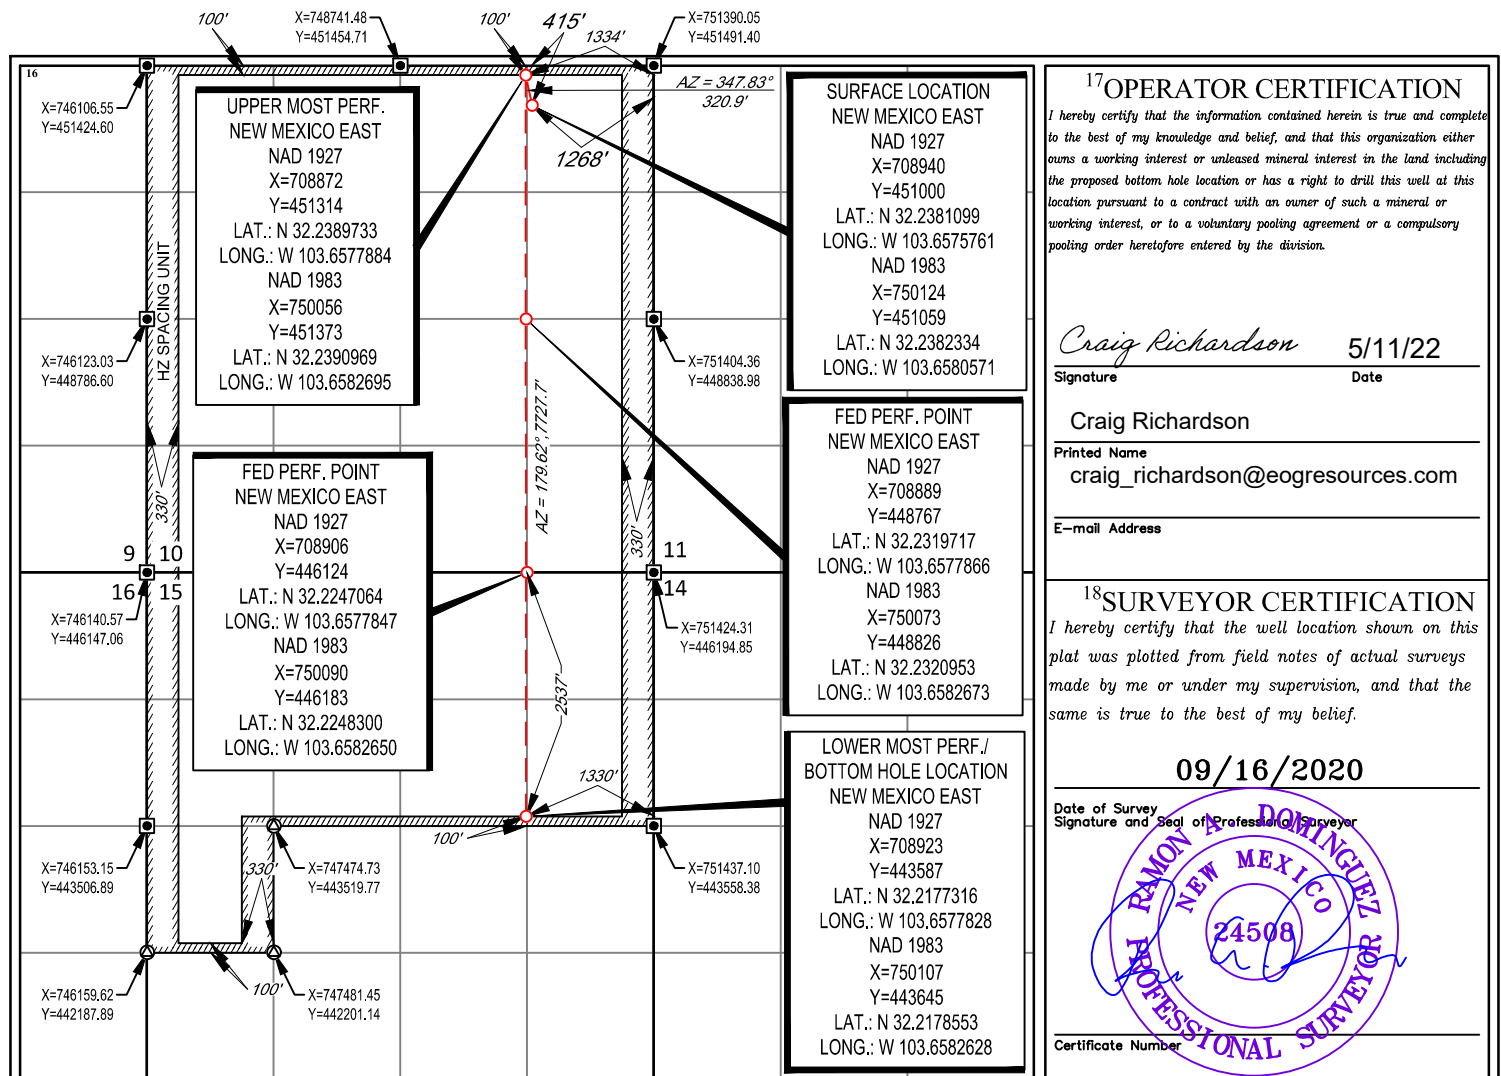 100'
X=748741.48
Y=451454.71
100'
415'
1334'
X=751390.05
Y=451491.40
16
X=746106.55
Y=451424.60
AZ = 347.83°
320.9'
1268'
UPPER MOST PERF.
NEW MEXICO EAST
NAD 1927
X=708872
Y=451314
LAT.: N 32.2389733
LONG.: W 103.6577884
NAD 1983
X=750056
Y=451373
LAT.: N 32.2390969
LONG.: W 103.6582695
SURFACE LOCATION
NEW MEXICO EAST
NAD 1927
X=708940
Y=451000
LAT.: N 32.2381099
LONG.: W 103.6575761
NAD 1983
X=750124
Y=451059
LAT.: N 32.2382334
LONG.: W 103.6580571
HZ SPACING UNIT
X=746123.03
Y=448786.60
X=751404.36
Y=448838.98
AZ = 179.62°,7727.7'
330'
330'
FED PERF. POINT
NEW MEXICO EAST
NAD 1927
X=708906
Y=446124
LAT.: N 32.2247064
LONG.: W 103.6577847
NAD 1983
X=750090
Y=446183
LAT.: N 32.2248300
LONG.: W 103.6582650
FED PERF. POINT
NEW MEXICO EAST
NAD 1927
X=708889
Y=448767
LAT.: N 32.2319717
LONG.: W 103.6577866
NAD 1983
X=750073
Y=448826
LAT.: N 32.2320953
LONG.: W 103.6582673
9 10
16 15
11
14
X=746140.57
Y=446147.06
X=751424.31
Y=446194.85
2537'
1330'
100'
LOWER MOST PERF./
BOTTOM HOLE LOCATION
NEW MEXICO EAST
NAD 1927
X=708923
Y=443587
LAT.: N 32.2177316
LONG.: W 103.6577828
NAD 1983
X=750107
Y=443645
LAT.: N 32.2178553
LONG.: W 103.6582628
X=746153.15
Y=443506.89
330'
X=747474.73
Y=443519.77
X=751437.10
Y=443558.38
X=746159.62
Y=442187.89
100'
X=747481.45
Y=442201.14
17OPERATOR CERTIFICATION
I hereby certify that the information contained herein is true and complete
to the best of my knowledge and belief, and that this organization either
owns a working interest or unleased mineral interest in the land including
the proposed bottom hole location or has a right to drill this well at this
location pursuant to a contract with an owner of such a mineral or
working interest, or to a voluntary pooling agreement or a compulsory
pooling order heretofore entered by the division.
Craig Richardson 5/11/22
Signature Date
Craig Richardson
Printed Name
craig_richardson@eogresources.com
E-mail Address
18SURVEYOR CERTIFICATION
I hereby certify that the well location shown on this
plat was plotted from field notes of actual surveys
made by me or under my supervision, and that the
same is true to the best of my belief.
09/16/2020
Date of Survey
Signature and Seal of Professional Surveyor
RAMON A. DOMINGUEZ
NEW MEXICO
24508
PROFESSIONAL SURVEYOR
Certificate Number